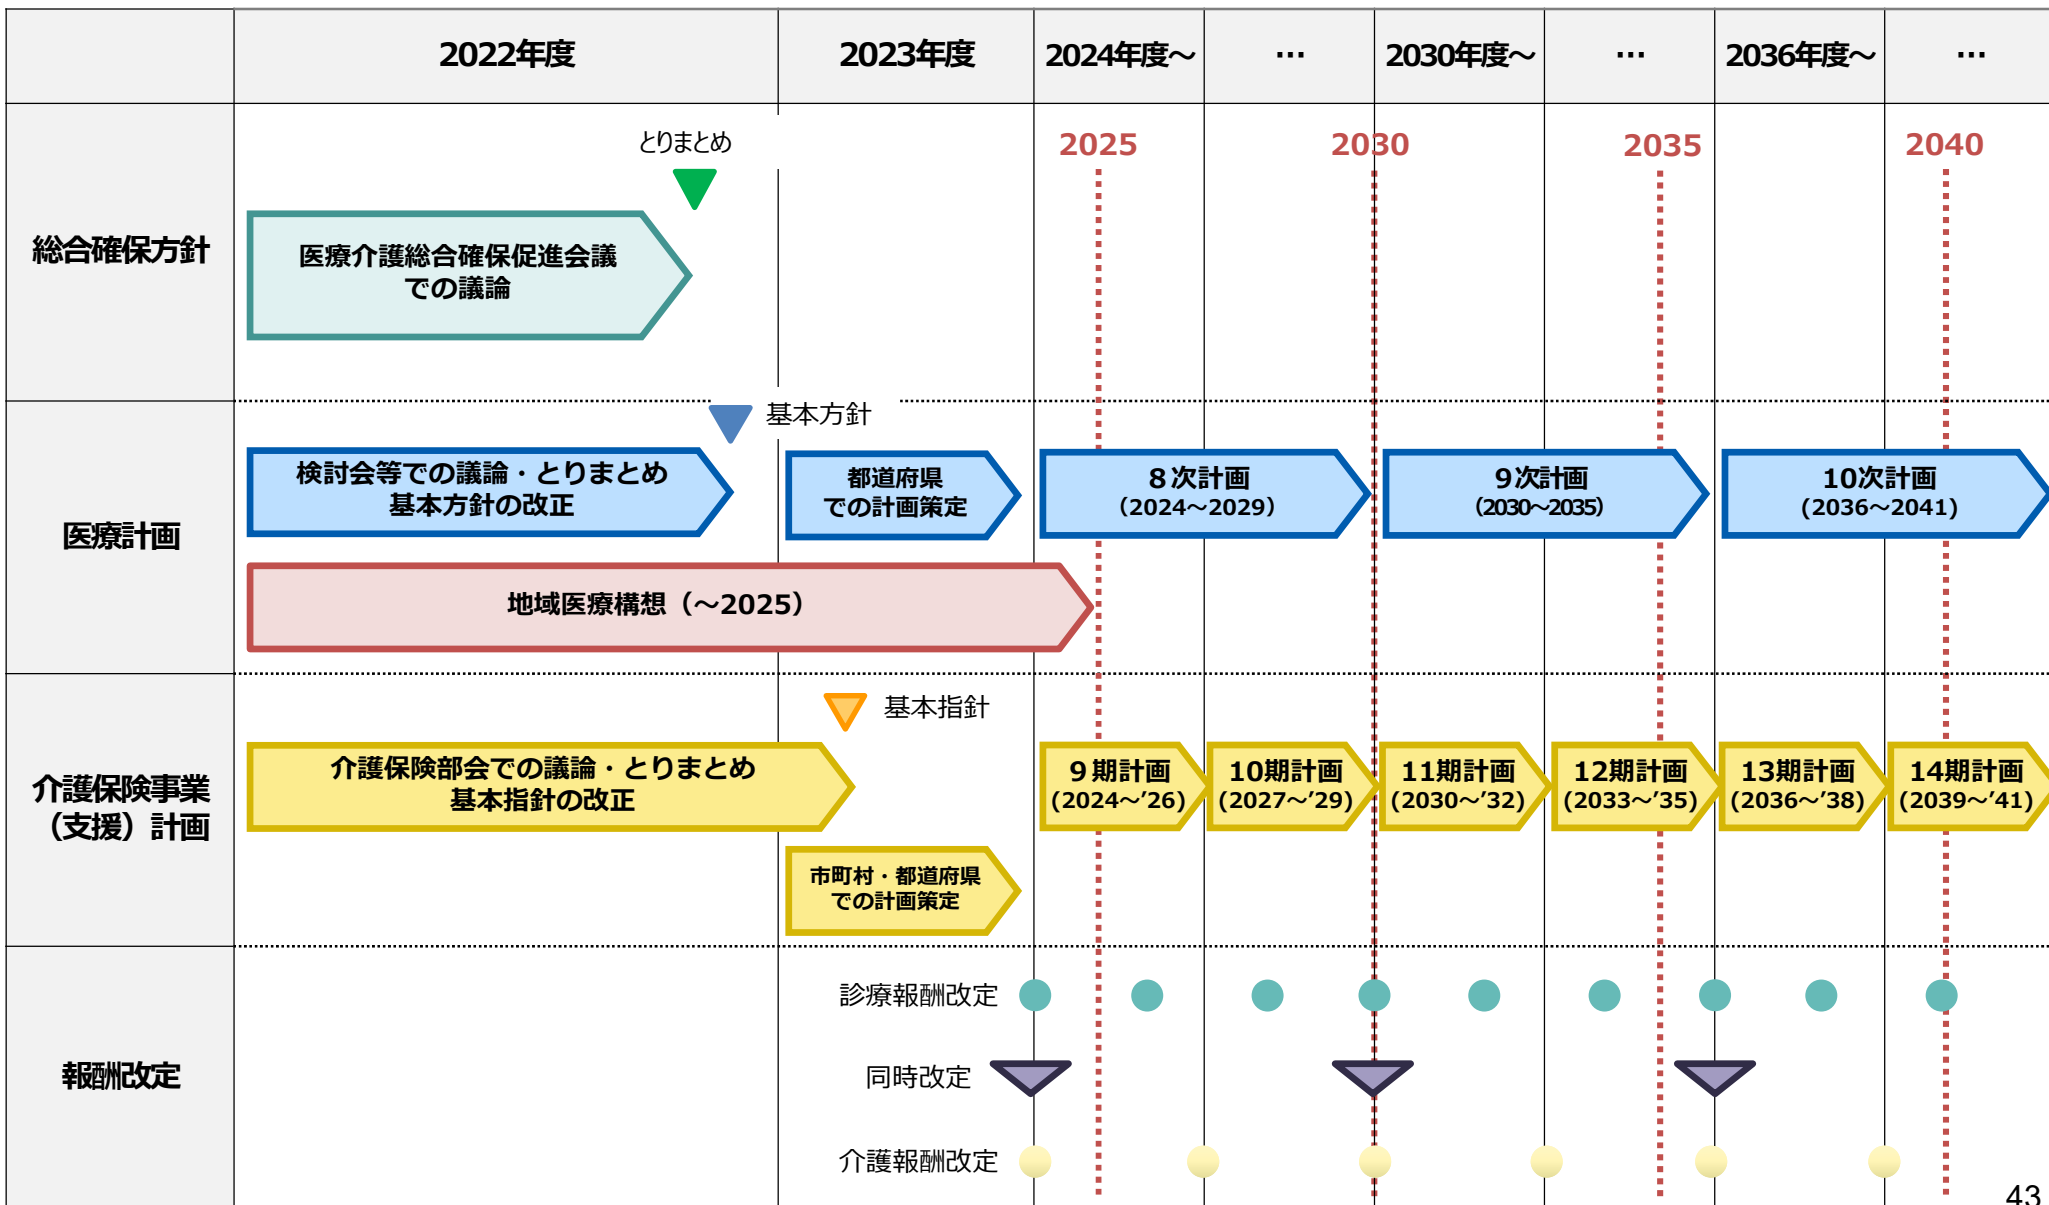 2022年度
2023年度
2024年度～
…
2030年度～
…
2036年度～
…
総合確保方針
とりまとめ
2025
2030
2035
2040
医療介護総合確保促進会議
での議論
医療計画
基本方針
検討会等での議論・とりまとめ
基本方針の改正
都道府県
での計画策定
８次計画
（2024～2029）
９次計画
（2030～2035）
10次計画
(2036～2041)
地域医療構想（～2025）
介護保険事業
（支援）計画
基本指針
介護保険部会での議論・とりまとめ
基本指針の改正
９期計画
(2024～’26)
10期計画
(2027～’29)
11期計画
(2030～’32)
12期計画
(2033～’35)
13期計画
(2036～’38)
14期計画
(2039～’41)
市町村・都道府県
での計画策定
報酬改定
診療報酬改定
同時改定
介護報酬改定
43